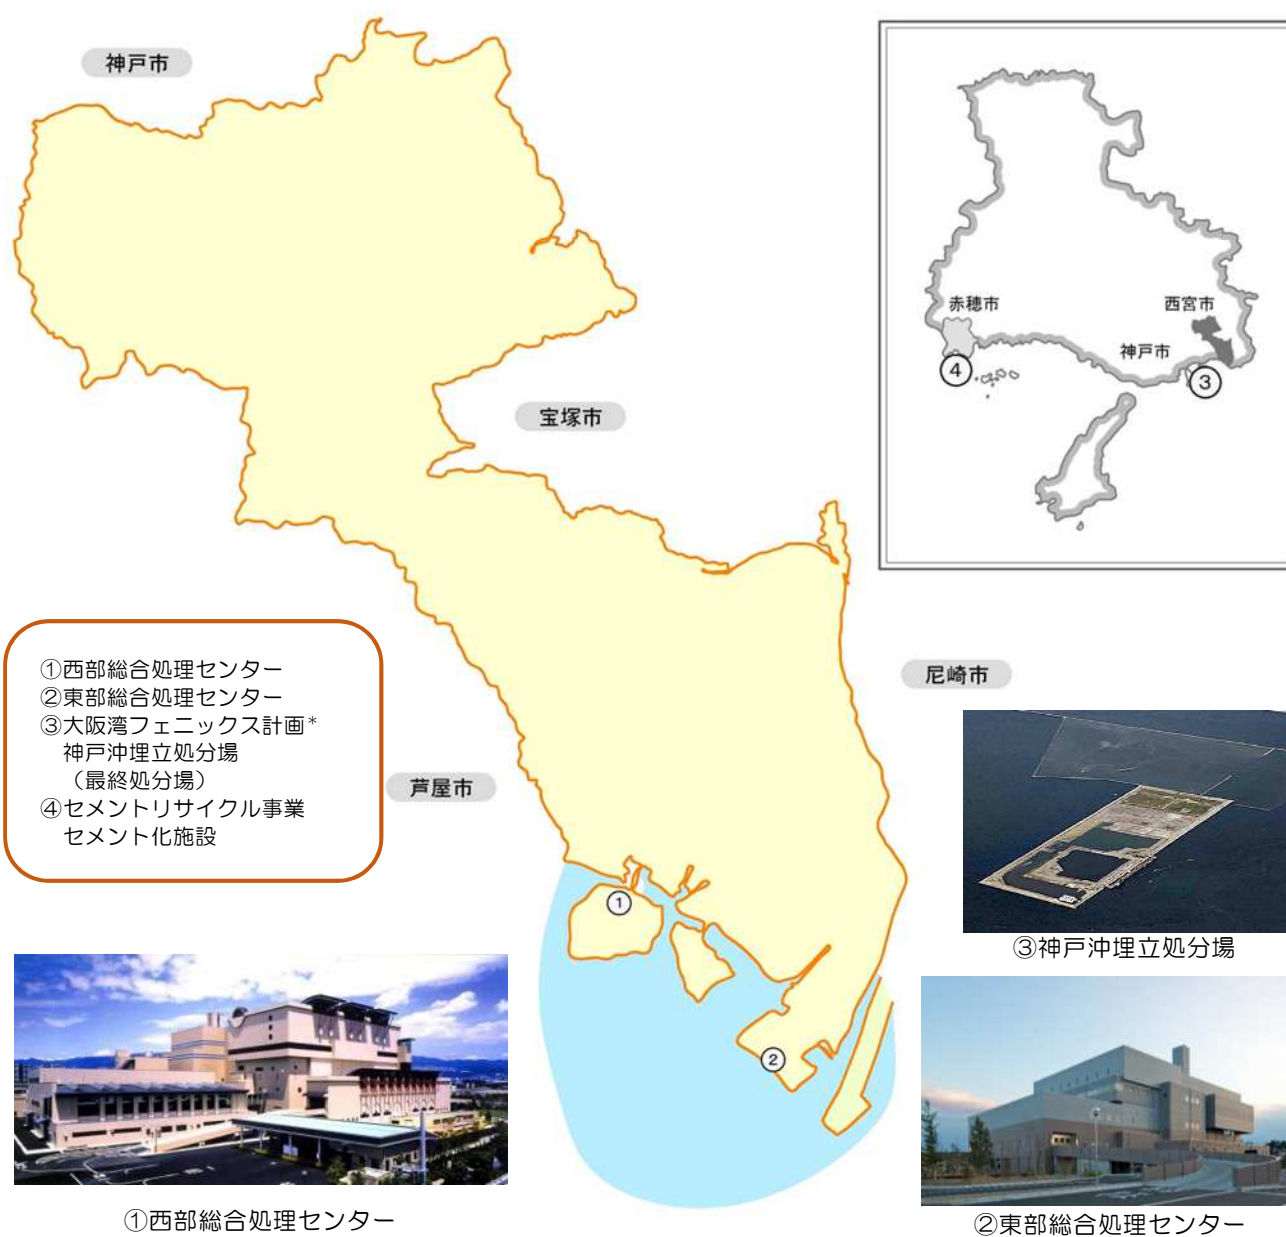 神戸市
赤穂市
西宮市
神戸市
④
③
宝塚市
尼崎市
①西部総合処理センター
②東部総合処理センター
③大阪湾フェニックス計画*
神戸沖埋立処分場
（最終処分場）
④セメントリサイクル事業
セメント化施設
芦屋市
①
②
③神戸沖埋立処分場
①西部総合処理センター
②東部総合処理センター